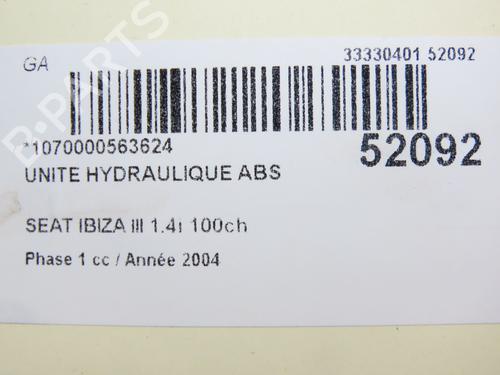 GA
33330401 52092
*1070000563624
52092
UNITE HYDRAULIQUE ABS
SEAT IBIZA III 1.4i 100ch
Phase 1 cc / Année 2004
B-PARTS